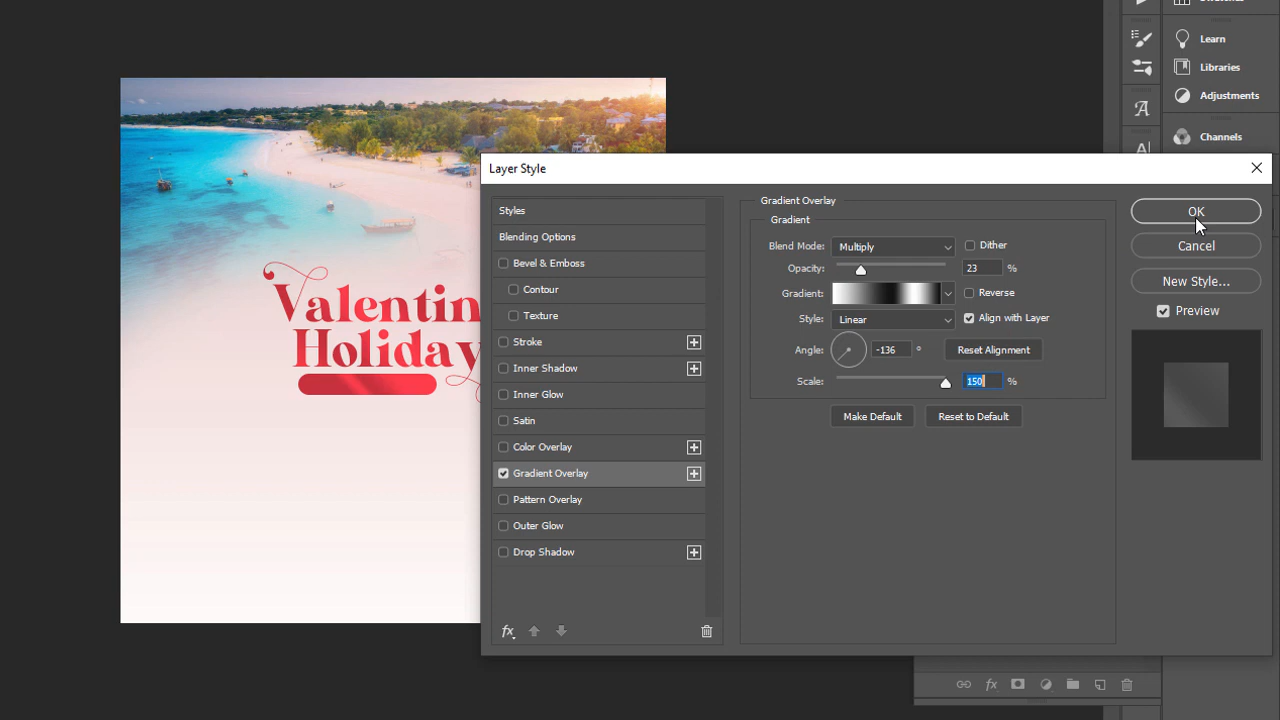 Learn
Libraries
Adjustments
Channels
Layer Style
Styles
Blending Options
Bevel & Emboss
Contour
Texture
Stroke
Inner Shadow
Inner Glow
Satin
Color Overlay
Gradient Overlay
Pattern Overlay
Outer Glow
Drop Shadow
fx
Gradient Overlay
Gradient
Blend Mode: Multiply Dither
Opacity: 23 %
Gradient: Reverse
Style: Linear Align with Layer
Angle: -136 ° Reset Alignment
Scale: 150 %
Make Default Reset to Default
OK
Cancel
New Style...
Preview
Valentin
Holiday
fx